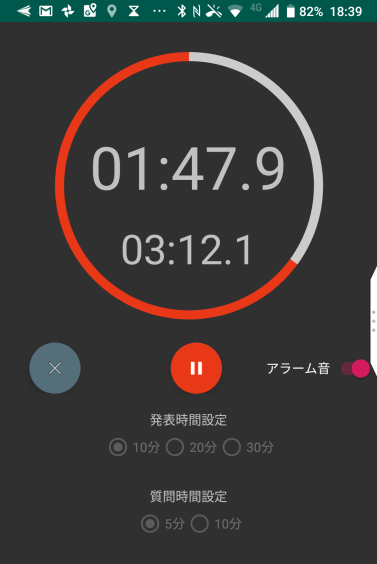 4G 82% 18:39
01:47.9
03:12.1
アラーム音
発表時間設定
10分 20分 30分
質問時間設定
5分 10分